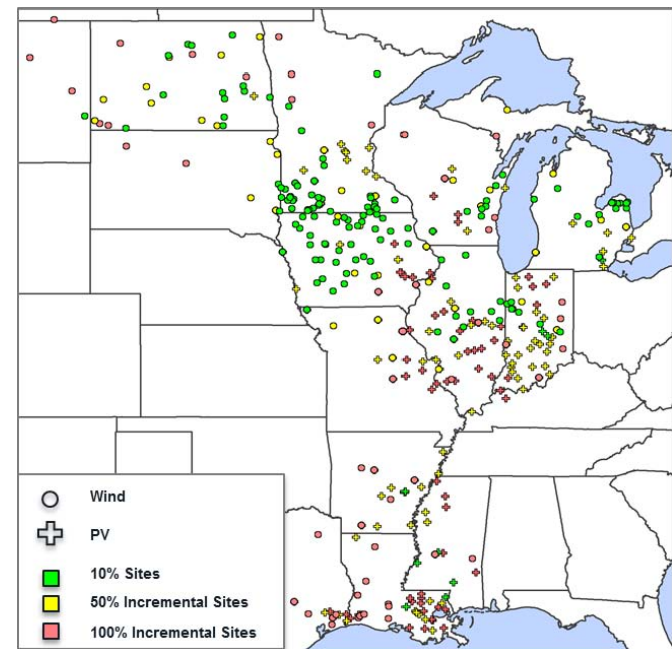 Wind
PV
10% Sites
50% Incremental Sites
100% Incremental Sites